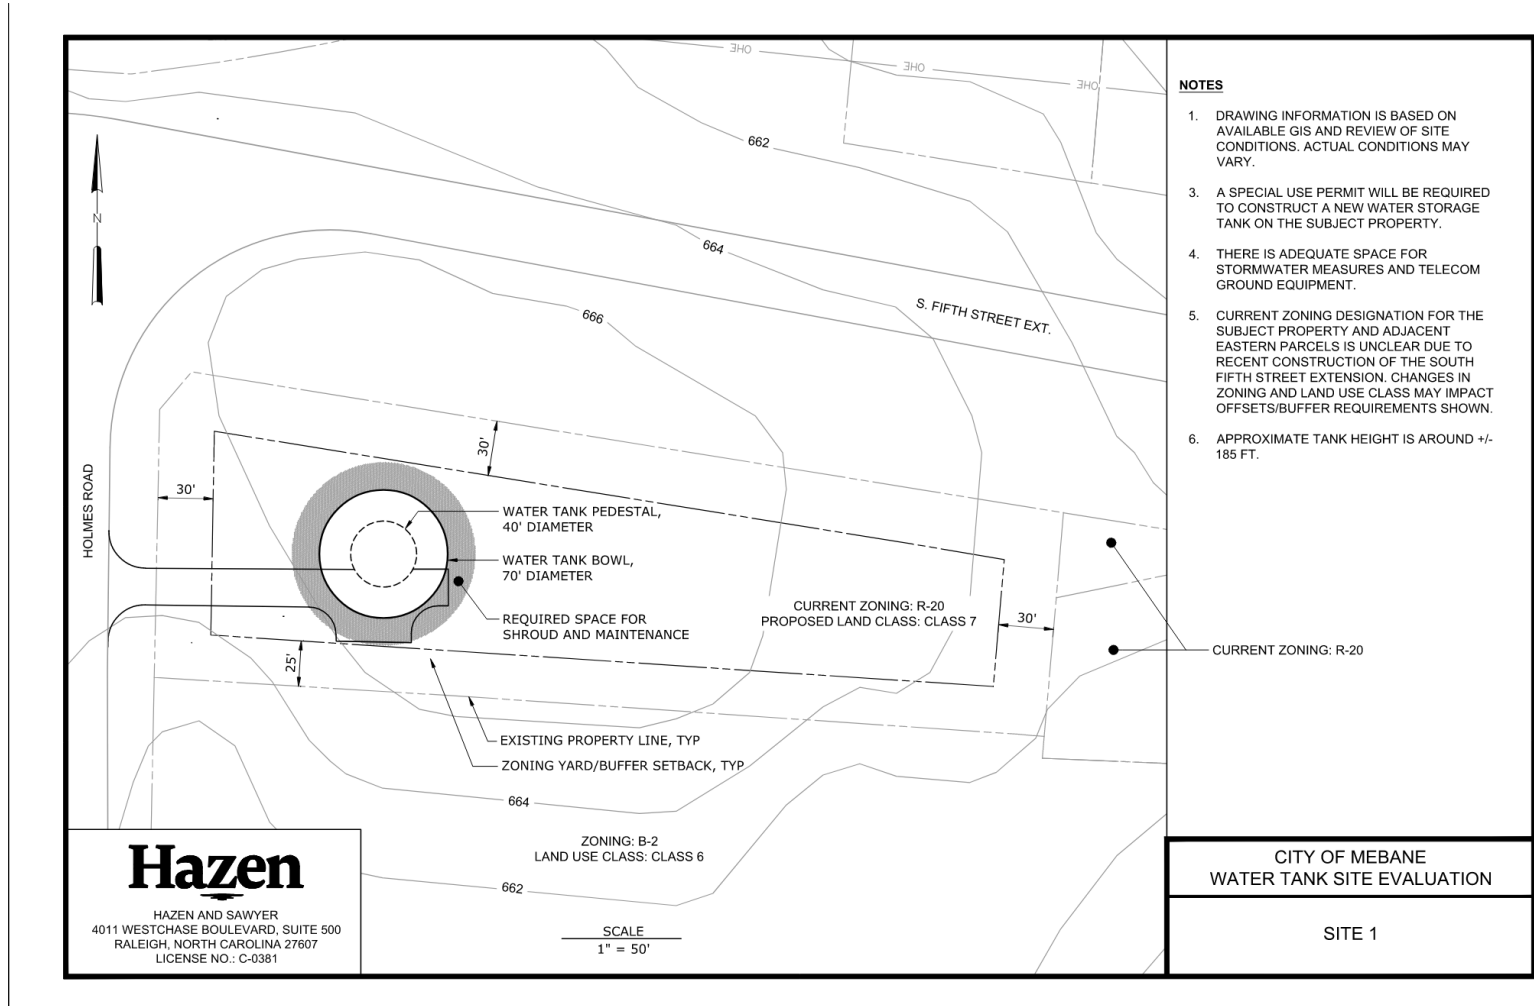 OHE
OHE
OHE
662
664
666
S. FIFTH STREET EXT.
N
HOLMES ROAD
30'
30'
30'
25'
WATER TANK PEDESTAL,
40' DIAMETER
WATER TANK BOWL,
70' DIAMETER
REQUIRED SPACE FOR
SHROUD AND MAINTENANCE
CURRENT ZONING: R-20
PROPOSED LAND CLASS: CLASS 7
EXISTING PROPERTY LINE, TYP
ZONING YARD/BUFFER SETBACK, TYP
664
ZONING: B-2
LAND USE CLASS: CLASS 6
662
SCALE
1" = 50'
Hazen
HAZEN AND SAWYER
4011 WESTCHASE BOULEVARD, SUITE 500
RALEIGH, NORTH CAROLINA 27607
LICENSE NO.: C-0381
NOTES
1. DRAWING INFORMATION IS BASED ON
AVAILABLE GIS AND REVIEW OF SITE
CONDITIONS. ACTUAL CONDITIONS MAY
VARY.
3. A SPECIAL USE PERMIT WILL BE REQUIRED
TO CONSTRUCT A NEW WATER STORAGE
TANK ON THE SUBJECT PROPERTY.
4. THERE IS ADEQUATE SPACE FOR
STORMWATER MEASURES AND TELECOM
GROUND EQUIPMENT.
5. CURRENT ZONING DESIGNATION FOR THE
SUBJECT PROPERTY AND ADJACENT
EASTERN PARCELS IS UNCLEAR DUE TO
RECENT CONSTRUCTION OF THE SOUTH
FIFTH STREET EXTENSION. CHANGES IN
ZONING AND LAND USE CLASS MAY IMPACT
OFFSETS/BUFFER REQUIREMENTS SHOWN.
6. APPROXIMATE TANK HEIGHT IS AROUND +/-
185 FT.
CURRENT ZONING: R-20
CITY OF MEBANE
WATER TANK SITE EVALUATION
SITE 1